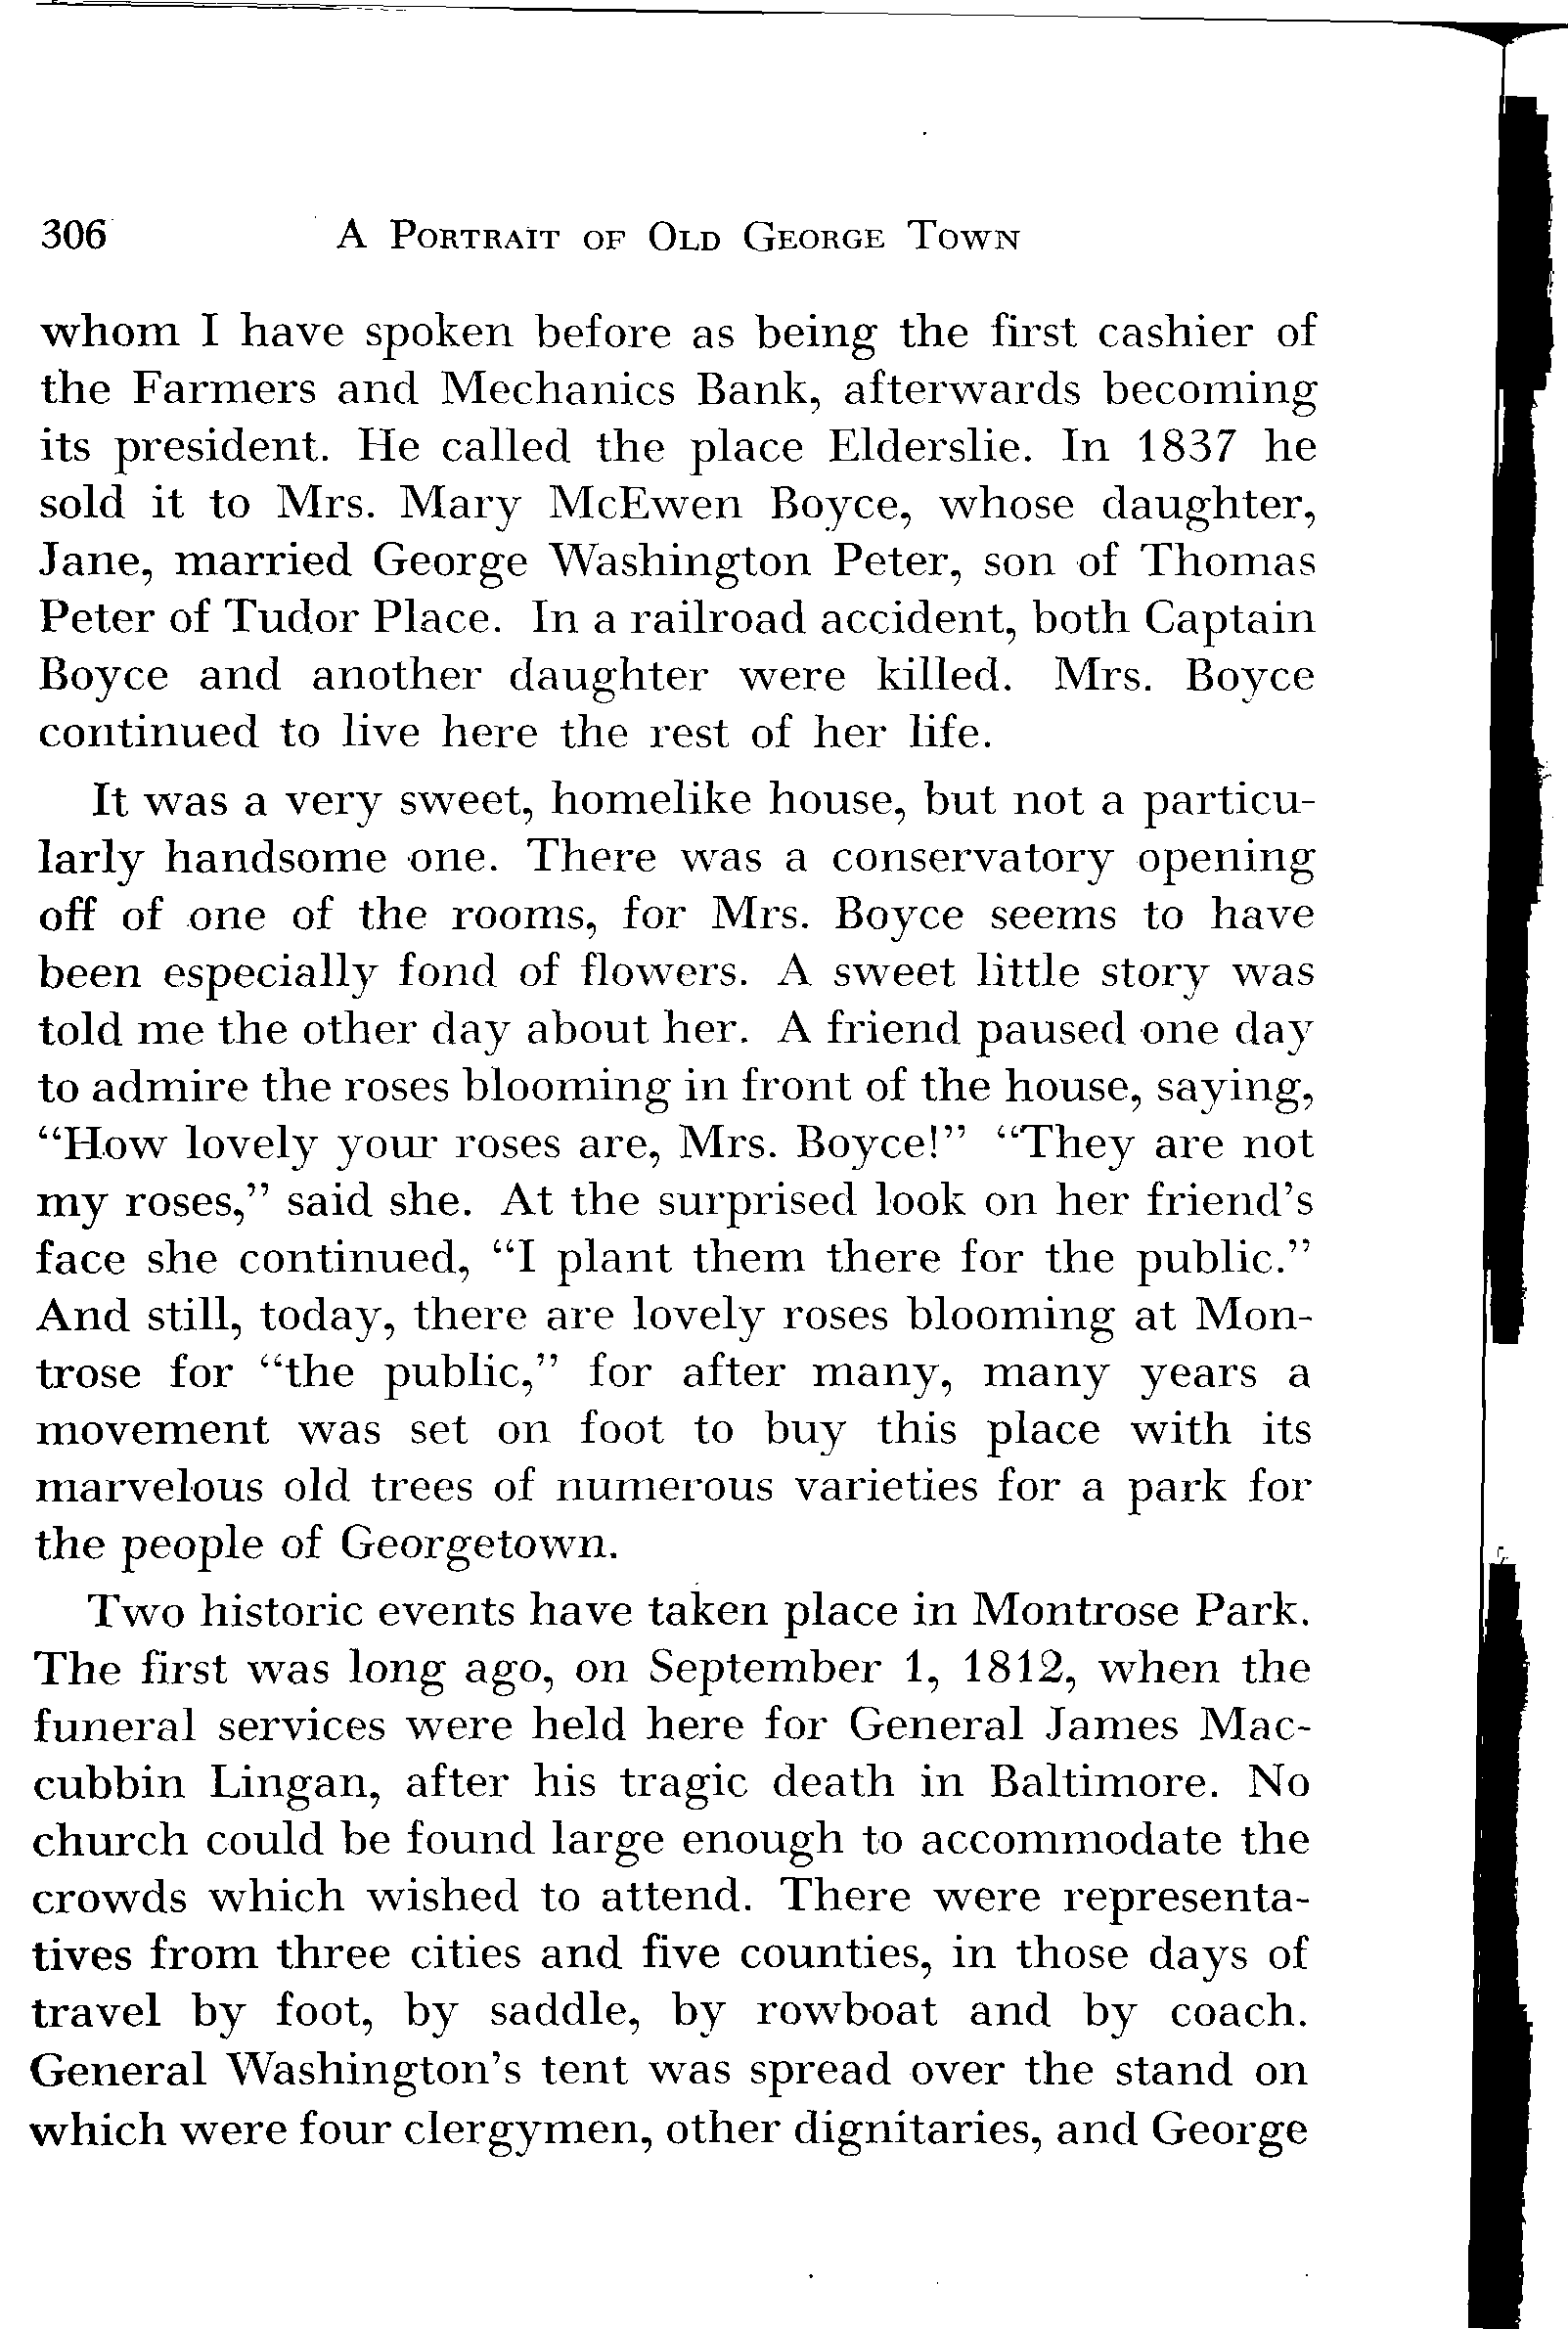 306 A Portrait of Old George Town
whom I have spoken before as being the first cashier of
the Farmers and Mechanics Bank, afterwards becoming
its president. He called the place Elderslie. In 1837 he
sold it to Mrs. Mary McEwen Boyce, whose daughter,
Jane, married George Washington Peter, son of Thomas
Peter of Tudor Place. In a railroad accident, both Captain
Boyce and another daughter were killed. Mrs. Boyce
continued to live here the rest of her life.
It was a very sweet, homelike house, but not a particu-
larly handsome one. There was a conservatory opening
off of one of the rooms, for Mrs. Boyce seems to have
been especially fond of flowers. A sweet little story was
told me the other day about her. A friend paused one day
to admire the roses blooming in front of the house, saying,
“How lovely your roses are, Mrs. Boyce!” “They are not
my roses,” said she. At the surprised look on her friend’s
face she continued, “I plant them there for the public.”
And still, today, there are lovely roses blooming at Mon-
trose for “the public,” for after many, many years a
movement was set on foot to buy this place with its
marvelous old trees of numerous varieties for a park for
the people of Georgetown.
Two historic events have taken place in Montrose Park.
The first was long ago, on September 1, 1812, when the
funeral services were held here for General James Mac-
cubbin Lingan, after his tragic death in Baltimore. No
church could be found large enough to accommodate the
crowds which wished to attend. There were representa-
tives from three cities and five counties, in those days of
travel by foot, by saddle, by rowboat and by coach.
General Washington’s tent was spread over the stand on
which were four clergymen, other dignitaries, and George